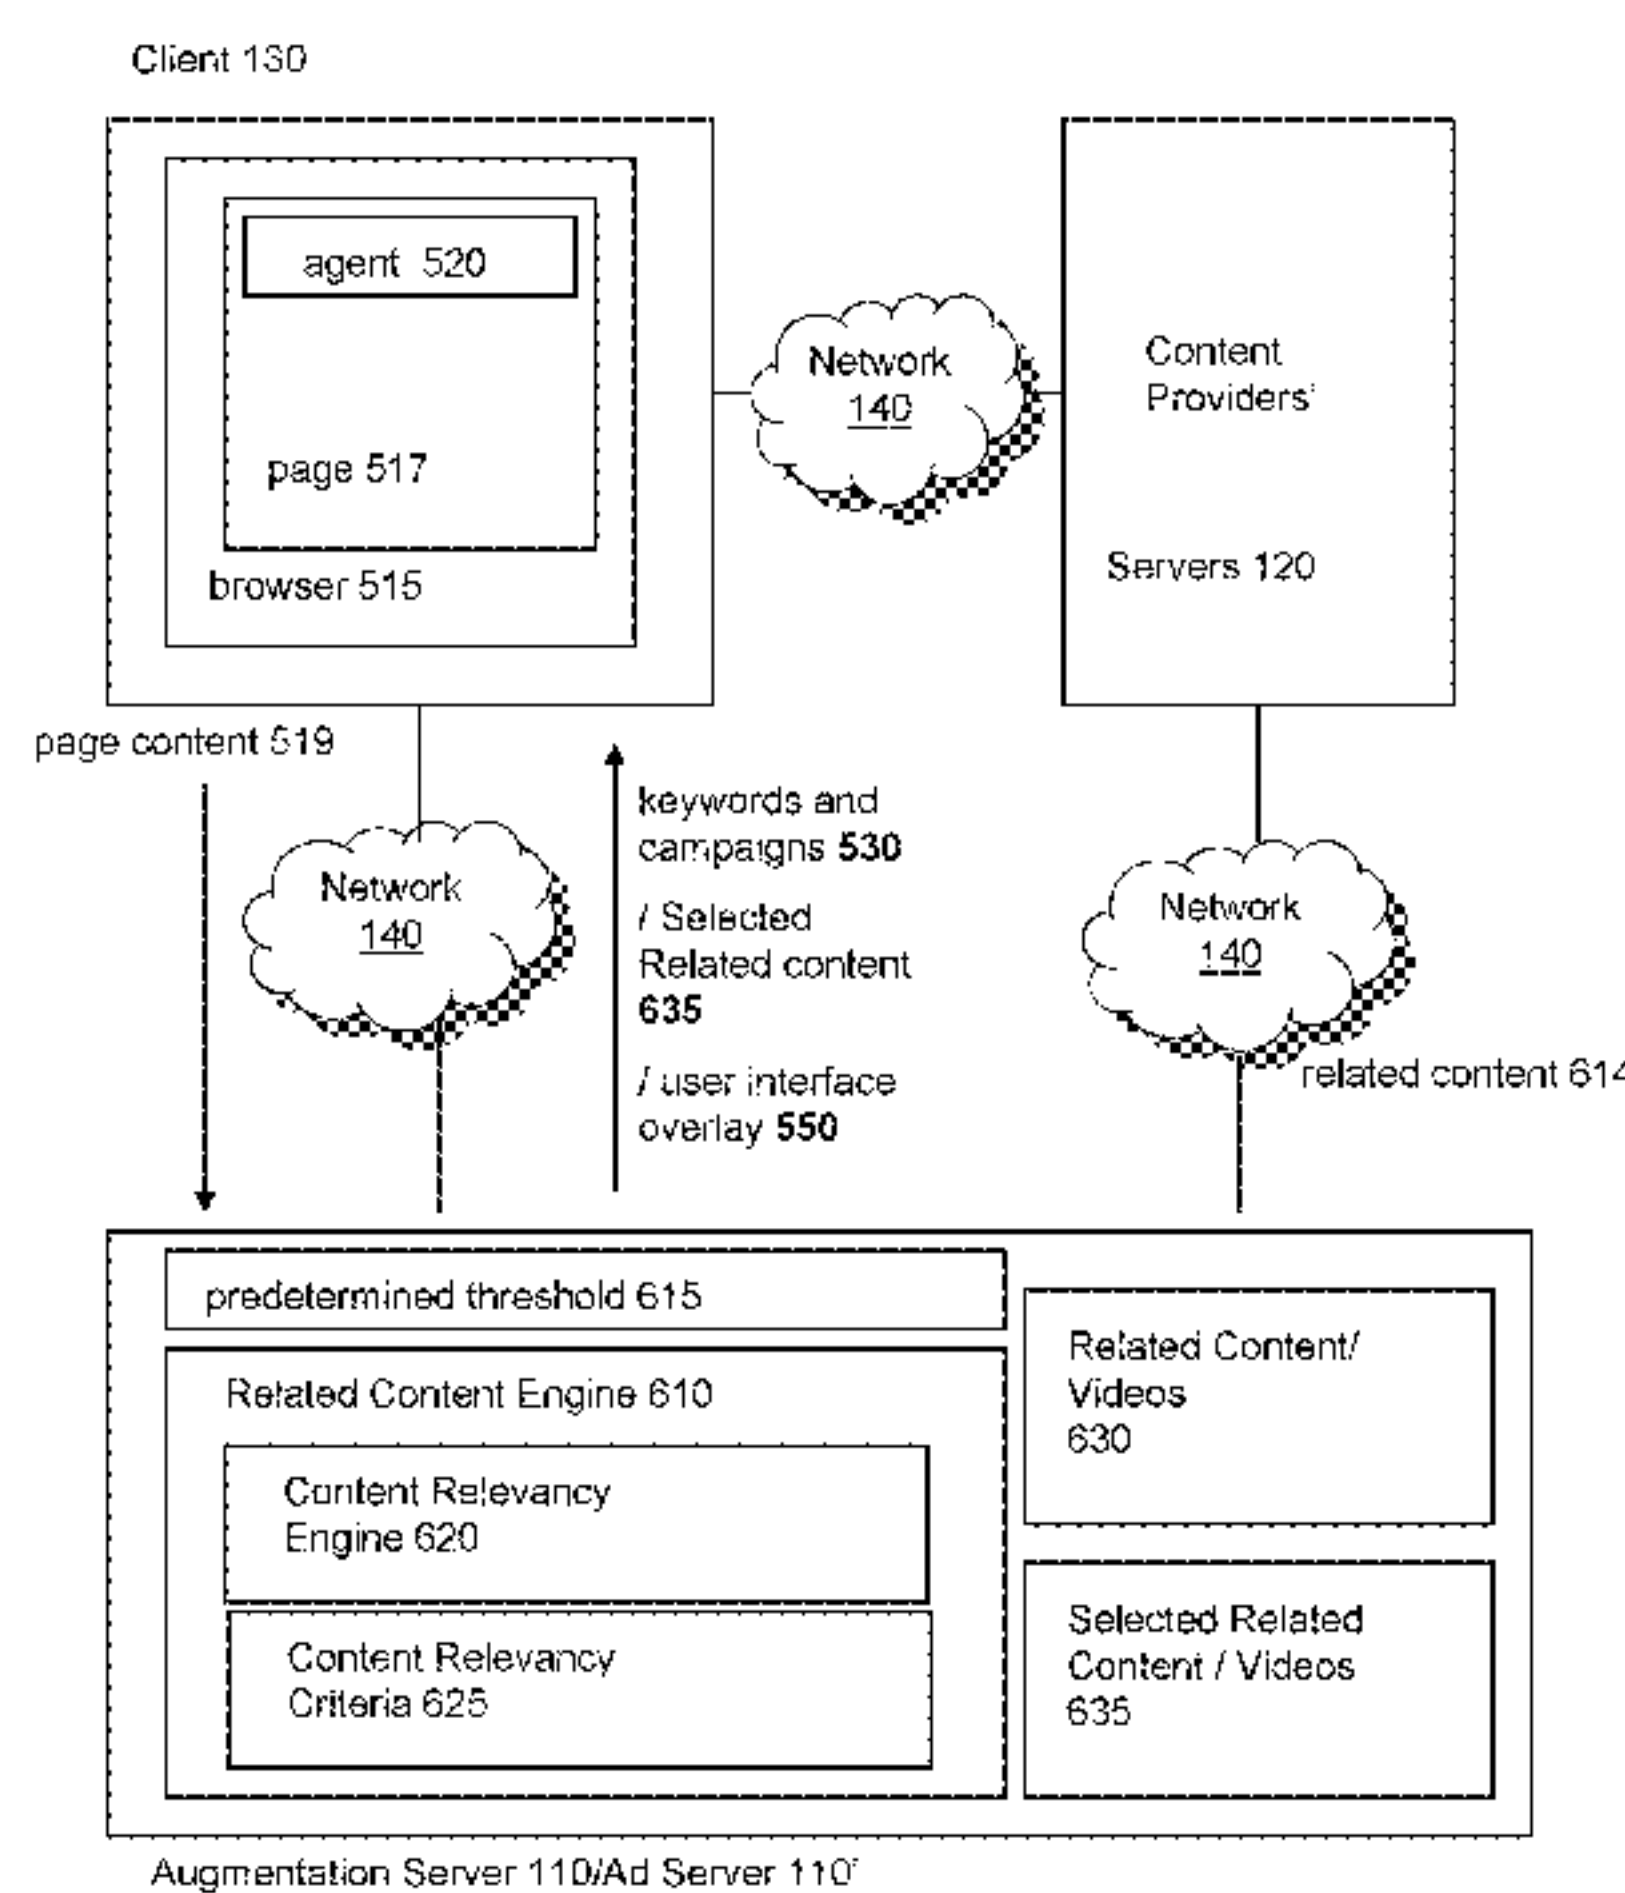 Client 130
agent 520
page 517
browser 515
Network
140
Content
Providers'
Servers 120
page content 519
keywords and
campaigns 530
/ Selected
Related content
635
/ user interface
overlay 550
Network
140
Network
140
related content 614
predetermined threshold 615
Related Content Engine 610
Content Relevancy
Engine 620
Content Relevancy
Criteria 625
Related Content/
Videos
630
Selected Related
Content / Videos
635
Augmentation Server 110/Ad Server 110'